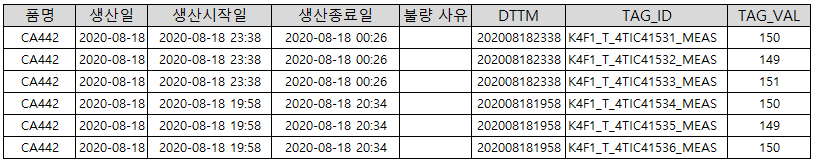 품명 생산일 생산시작일 생산종료일 불량 사유 DTTM TAG_ID TAG_VAL
CA442 2020-08-18 2020-08-18 23:38 2020-08-18 00:26 202008182338 K4F1_T_4TIC41531_MEAS 150
CA442 2020-08-18 2020-08-18 23:38 2020-08-18 00:26 202008182338 K4F1_T_4TIC41532_MEAS 149
CA442 2020-08-18 2020-08-18 23:38 2020-08-18 00:26 202008182338 K4F1_T_4TIC41533_MEAS 151
CA442 2020-08-18 2020-08-18 19:58 2020-08-18 20:34 202008181958 K4F1_T_4TIC41534_MEAS 150
CA442 2020-08-18 2020-08-18 19:58 2020-08-18 20:34 202008181958 K4F1_T_4TIC41535_MEAS 149
CA442 2020-08-18 2020-08-18 19:58 2020-08-18 20:34 202008181958 K4F1_T_4TIC41536_MEAS 150